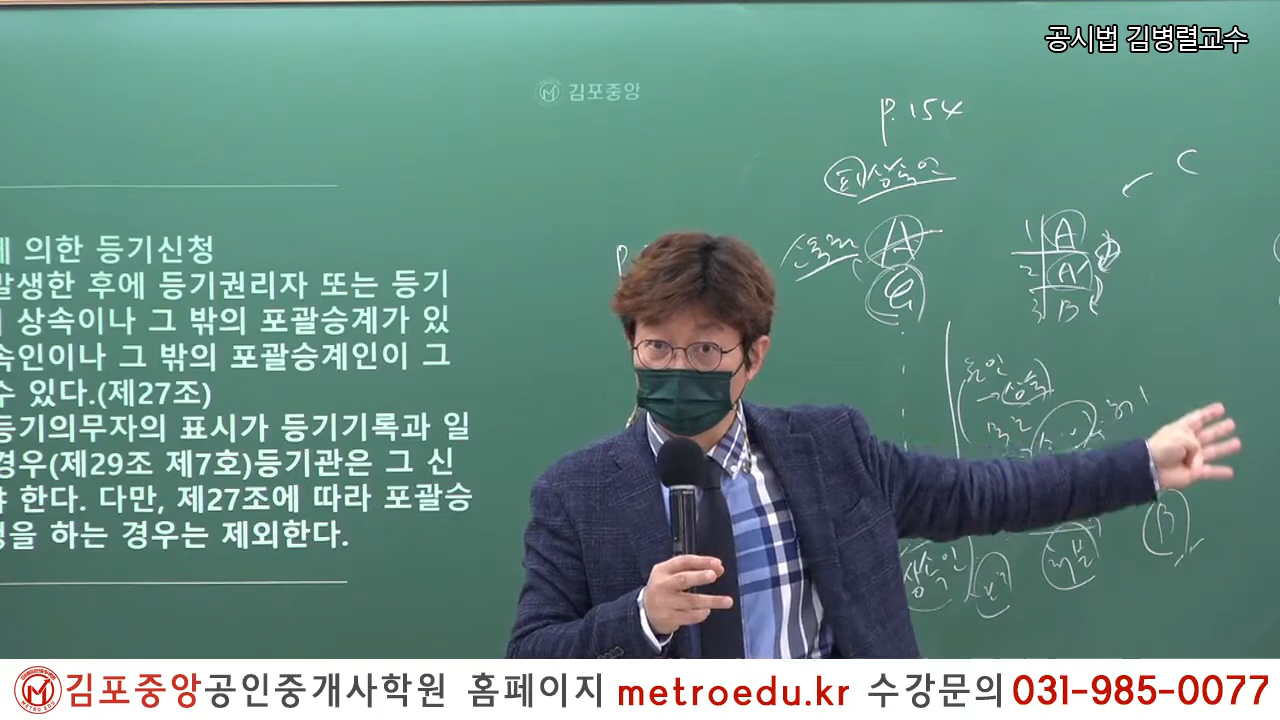 공시법 김병렬교수
김포중앙
p.154
피상속인
C
1 A
2 A'
3 B
A
의한 등기신청
발생한 후에 등기권리자 또는 등기
상속이나 그 밖의 포괄승계가 있
속인이나 그 밖의 포괄승계인이 그
수 있다.(제27조)
등기의무자의 표시가 등기기록과 일
경우(제29조 제7호)등기관은 그 신
한다. 다만, 제27조에 따라 포괄승
을 하는 경우는 제외한다.
원인
→상속
상속인
B
김포중앙공인중개사학원 홈페이지 metroedu.kr 수강문의 031-985-0077